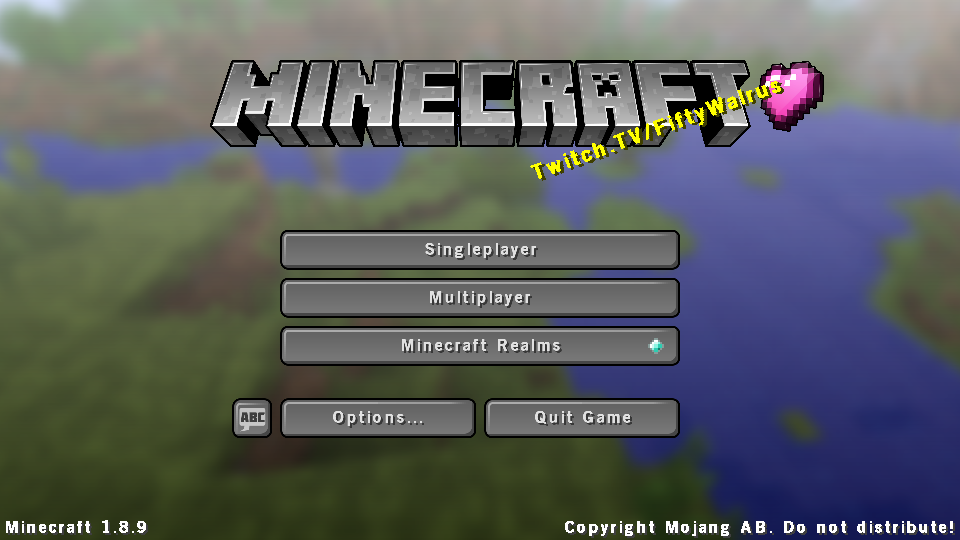 MINECRAFT
Twitch.TV/FiftyWalrus
Singleplayer
Multiplayer
Minecraft Realms
ABC
Options...
Quit Game
Minecraft 1.8.9
Copyright Mojang AB. Do not distribute!